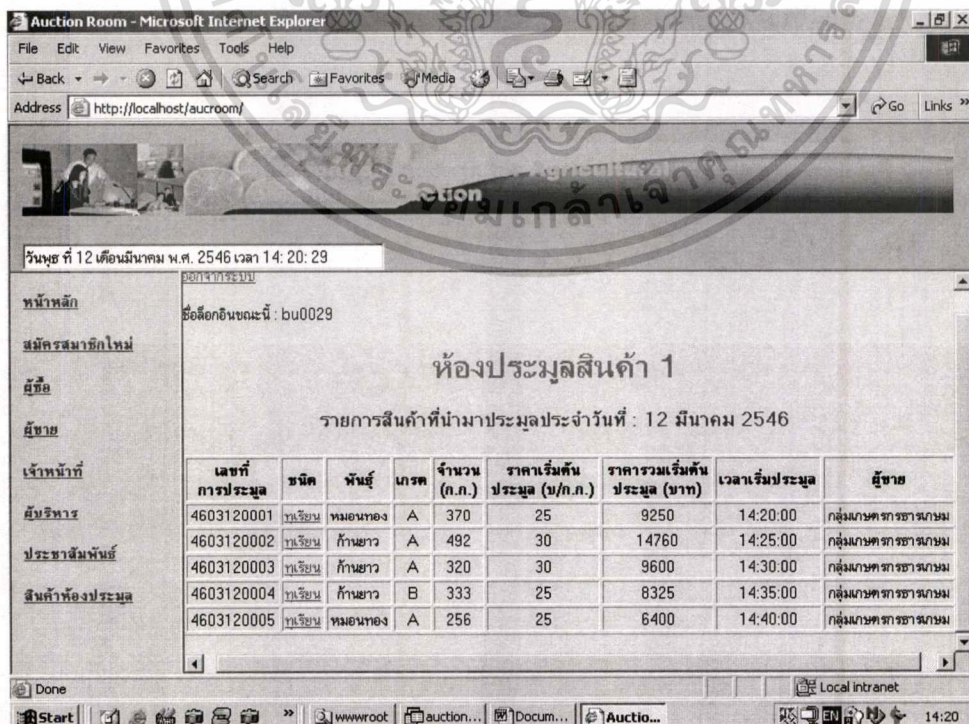 Auction Room - Microsoft Internet Explorer
File Edit View Favorites Tools Help
Back Search Favorites Media
Address http://localhost/aucroom/ Go Links »
Agricultural
ction
พระจอมเกล้าเจ้าคุณทหาร
วันพุธ ที่ 12 เดือนมีนาคม พ.ศ. 2546 เวลา 14: 20: 29
ออกจากระบบ
ชื่อล็อกอินขณะนี้ : bu0029
หน้าหลัก
สมัครสมาชิกใหม่
ผู้ซื้อ
ผู้ขาย
เจ้าหน้าที่
ผู้บริหาร
ประชาสัมพันธ์
สินค้าห้องประมูล
ห้องประมูลสินค้า 1
รายการสินค้าที่นำมาประมูลประจำวันที่ : 12 มีนาคม 2546
เลขที่การประมูล ชนิด พันธุ์ เกรด จำนวน (ก.ก.) ราคาเริ่มต้นประมูล (บ/ก.ก.) ราคารวมเริ่มต้นประมูล (บาท) เวลาเริ่มประมูล ผู้ขาย
4603120001 ทุเรียน หมอนทอง A 370 25 9250 14:20:00 กลุ่มเกษตรกรธารเกษม
4603120002 ทุเรียน ก้านยาว A 492 30 14760 14:25:00 กลุ่มเกษตรกรธารเกษม
4603120003 ทุเรียน ก้านยาว A 320 30 9600 14:30:00 กลุ่มเกษตรกรธารเกษม
4603120004 ทุเรียน ก้านยาว B 333 25 8325 14:35:00 กลุ่มเกษตรกรธารเกษม
4603120005 ทุเรียน หมอนทอง A 256 25 6400 14:40:00 กลุ่มเกษตรกรธารเกษม
Done Local intranet
Start » wwwroot auction... Docum... Auctio... EN 14:20